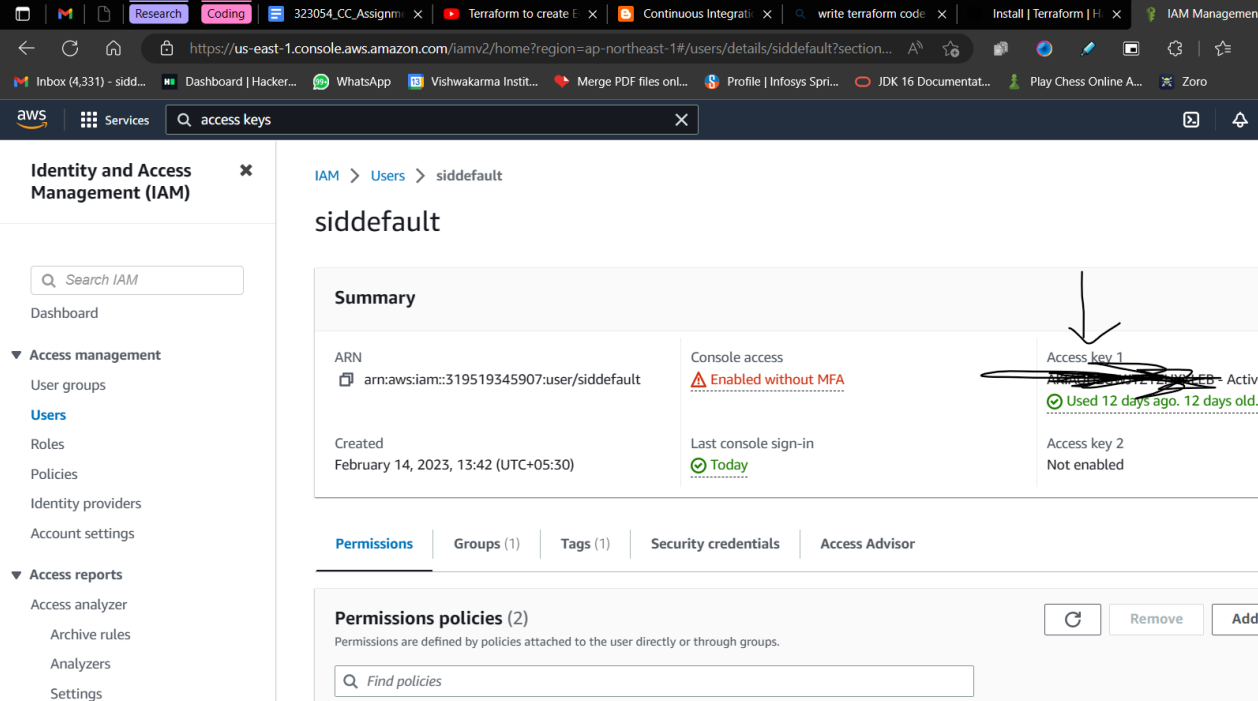 Research Coding 323054_CC_Assignme Terraform to create E Continuous Integrati write terraform code Install | Terraform | H IAM Managemen
https://us-east-1.console.aws.amazon.com/iamv2/home?region=ap-northeast-1#/users/details/siddefault?section...
Inbox (4,331) - sidd... Dashboard | Hacker... WhatsApp Vishwakarma Instit... Merge PDF files onl... Profile | Infosys Spri... JDK 16 Documentat... Play Chess Online A... Zoro
aws Services access keys
Identity and Access
Management (IAM)
Search IAM
Dashboard
Access management
User groups
Users
Roles
Policies
Identity providers
Account settings
Access reports
Access analyzer
Archive rules
Analyzers
Settings
IAM > Users > siddefault
siddefault
Summary
ARN
arn:aws:iam::319519345907:user/siddefault
Console access
Enabled without MFA
Access key 1
- Activ
Used 12 days ago. 12 days old.
Created
February 14, 2023, 13:42 (UTC+05:30)
Last console sign-in
Today
Access key 2
Not enabled
Permissions Groups (1) Tags (1) Security credentials Access Advisor
Permissions policies (2)
Permissions are defined by policies attached to the user directly or through groups.
Remove Add
Find policies